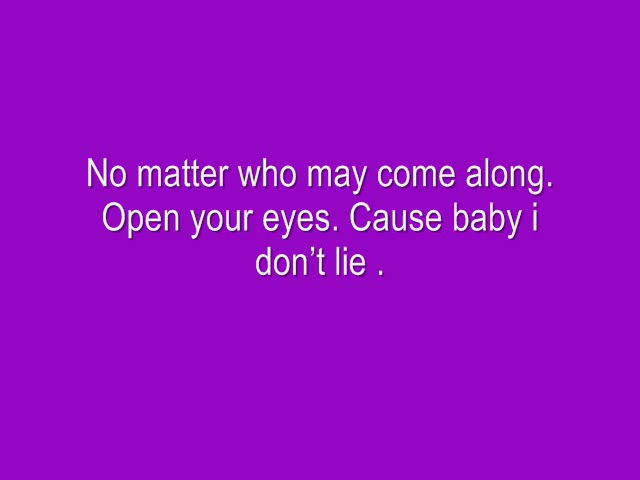 No matter who may come along.
Open your eyes. Cause baby i
don’t lie .